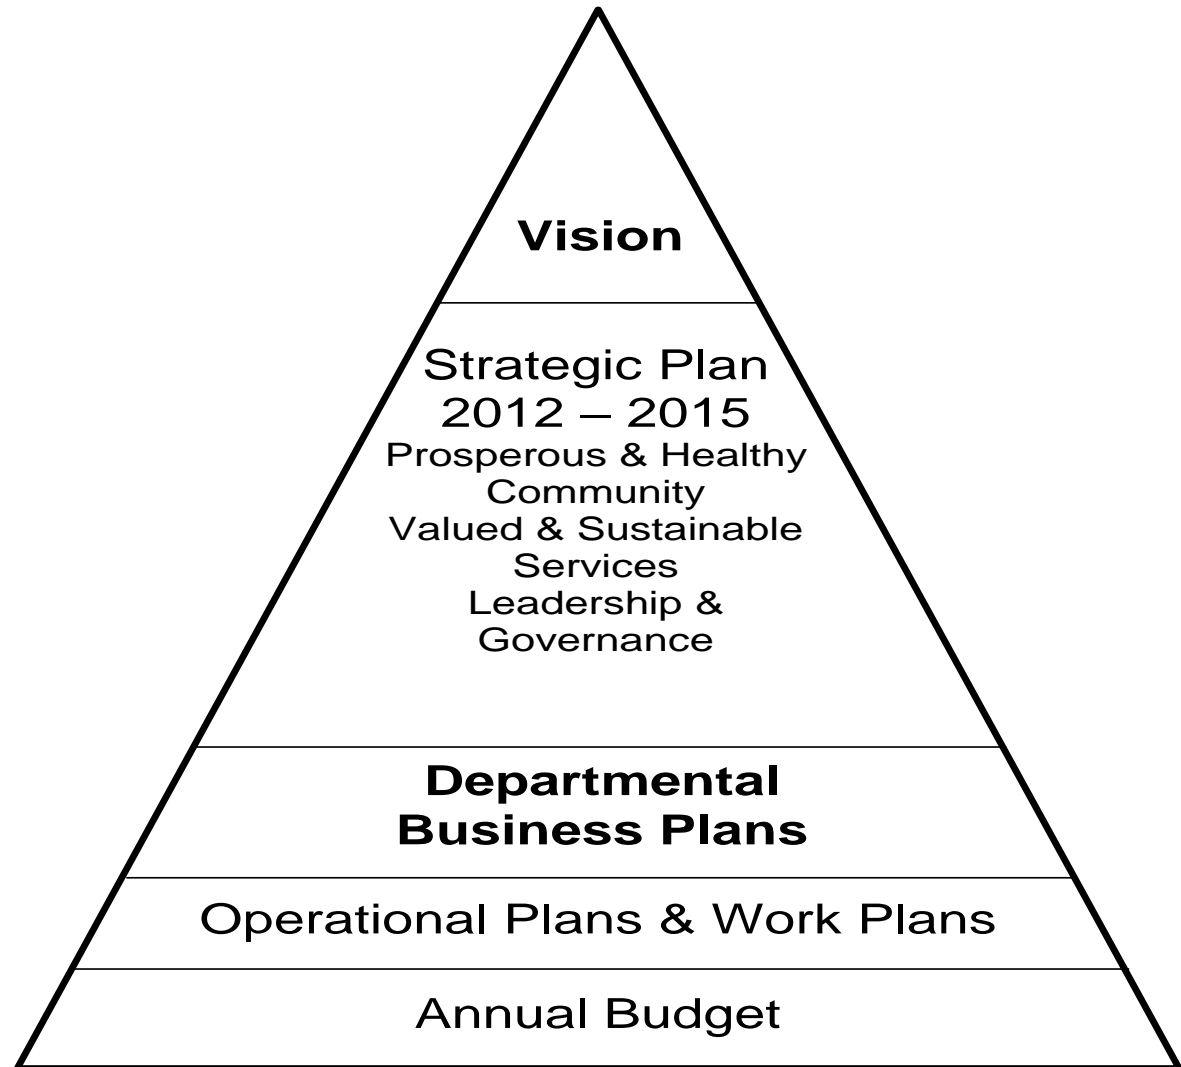 Vision
Strategic Plan
2012 – 2015
Prosperous & Healthy
Community
Valued & Sustainable
Services
Leadership &
Governance
Departmental
Business Plans
Operational Plans & Work Plans
Annual Budget